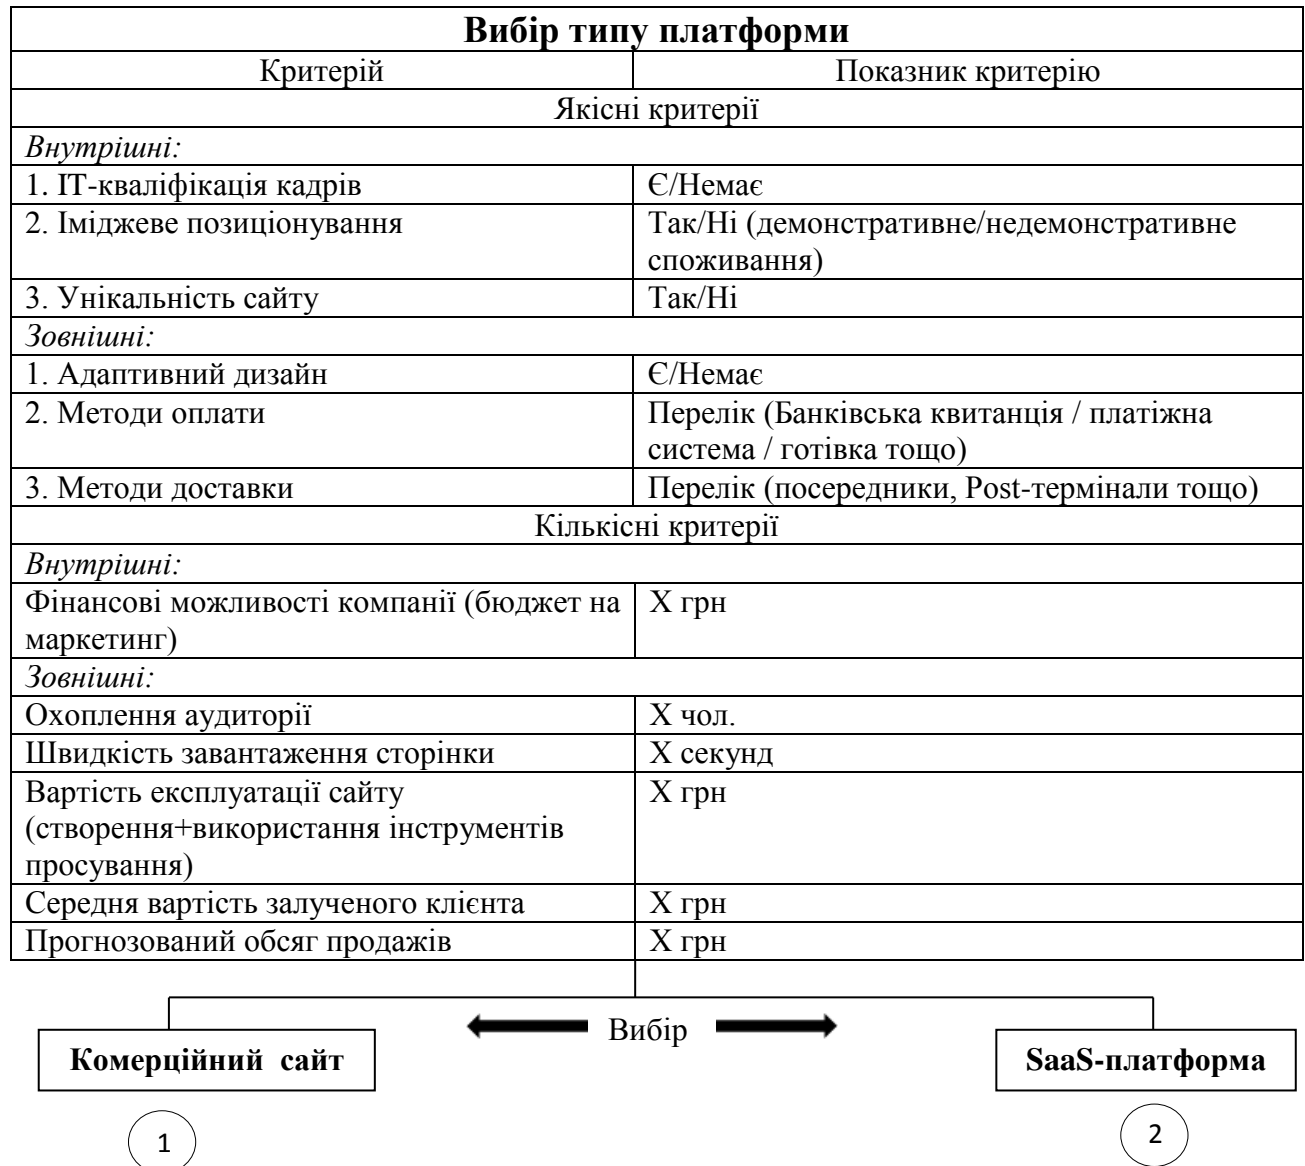 Вибір типу платформи
Критерій Показник критерію
Якісні критерії
Внутрішні:
1. ІТ-кваліфікація кадрів Є/Немає
2. Іміджеве позиціонування Так/Ні (демонстративне/недемонстративне
споживання)
3. Унікальність сайту Так/Ні
Зовнішні:
1. Адаптивний дизайн Є/Немає
2. Методи оплати Перелік (Банківська квитанція / платіжна
система / готівка тощо)
3. Методи доставки Перелік (посередники, Post-термінали тощо)
Кількісні критерії
Внутрішні:
Фінансові можливості компанії (бюджет на Х грн
маркетинг)
Зовнішні:
Охоплення аудиторії Х чол.
Швидкість завантаження сторінки Х секунд
Вартість експлуатації сайту Х грн
(створення+використання інструментів
просування)
Середня вартість залученого клієнта Х грн
Прогнозований обсяг продажів Х грн
Вибір
Комерційний сайт SaaS-платформа
1 2